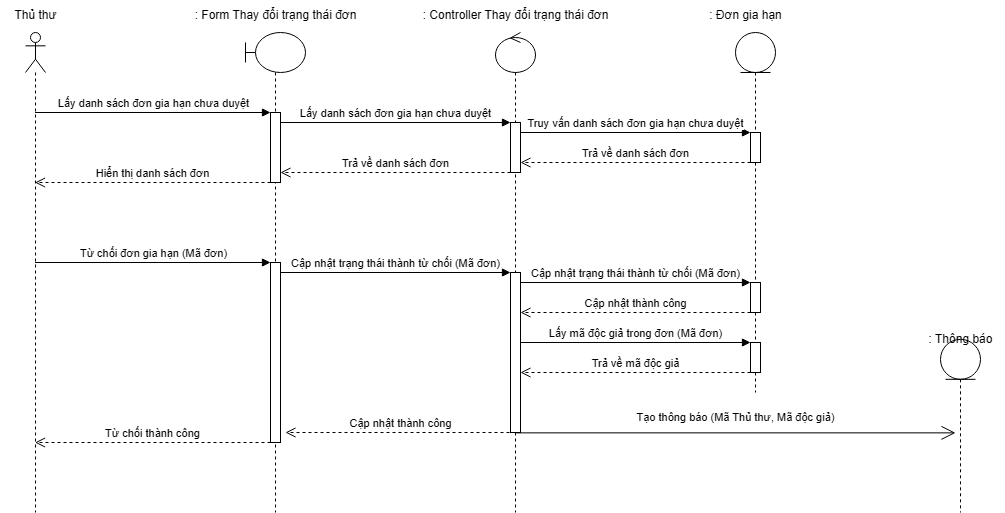 Thủ thư
: Form Thay đổi trạng thái đơn
: Controller Thay đổi trạng thái đơn
: Đơn gia hạn
Lấy danh sách đơn gia hạn chưa duyệt
Lấy danh sách đơn gia hạn chưa duyệt
Truy vấn danh sách đơn gia hạn chưa duyệt
Trả về danh sách đơn
Trả về danh sách đơn
Hiển thị danh sách đơn
Từ chối đơn gia hạn (Mã đơn)
Cập nhật trạng thái thành từ chối (Mã đơn)
Cập nhật trạng thái thành từ chối (Mã đơn)
Cập nhật thành công
Lấy mã độc giả trong đơn (Mã đơn)
: Thông báo
Trả về mã độc giả
Tạo thông báo (Mã Thủ thư, Mã độc giả)
Cập nhật thành công
Từ chối thành công